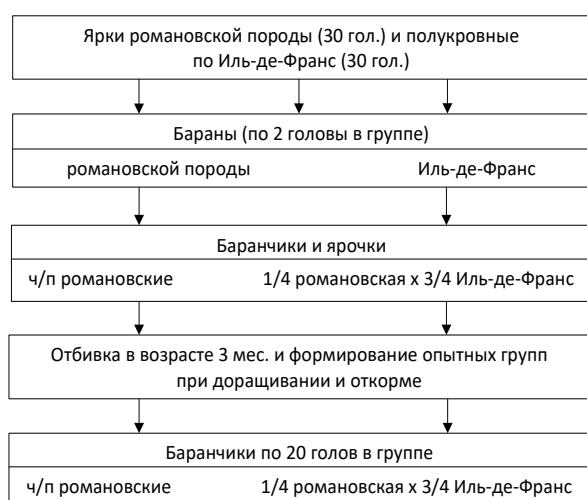 Ярки романовской породы (30 гол.) и полукровные
по Иль-де-Франс (30 гол.)
Бараны (по 2 головы в группе)
романовской породы Иль-де-Франс
Баранчики и ярочки
ч/п романовские 1/4 романовская х 3/4 Иль-де-Франс
Отбивка в возрасте 3 мес. и формирование опытных групп
при доращивании и откорме
Баранчики по 20 голов в группе
ч/п романовские 1/4 романовская х 3/4 Иль-де-Франс